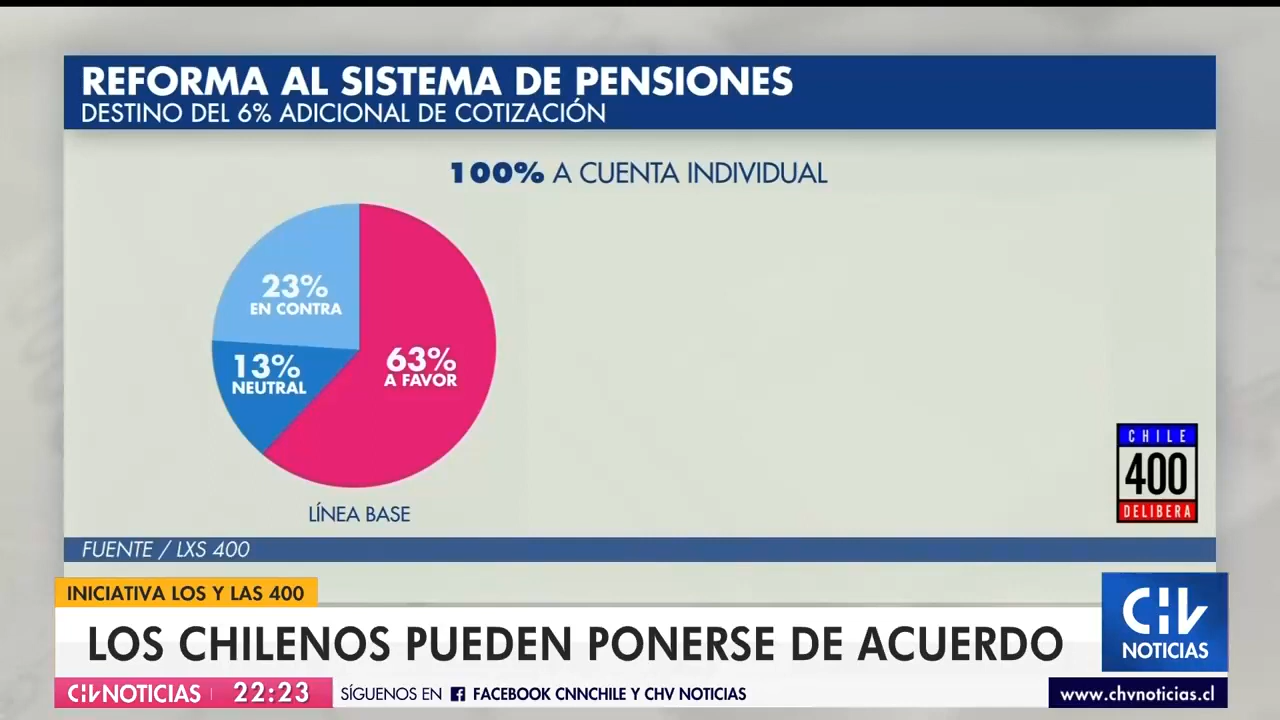 REFORMA AL SISTEMA DE PENSIONES
DESTINO DEL 6% ADICIONAL DE COTIZACIÓN
100% A CUENTA INDIVIDUAL
23%
EN CONTRA
13%
NEUTRAL
63%
A FAVOR
LÍNEA BASE
CHILE
400
DELIBERA
FUENTE / LXS 400
INICIATIVA LOS Y LAS 400
LOS CHILENOS PUEDEN PONERSE DE ACUERDO
CHV
NOTICIAS
CHV NOTICIAS 22:23 SÍGUENOS EN FACEBOOK CNNCHILE Y CHV NOTICIAS
www.chvnoticias.cl